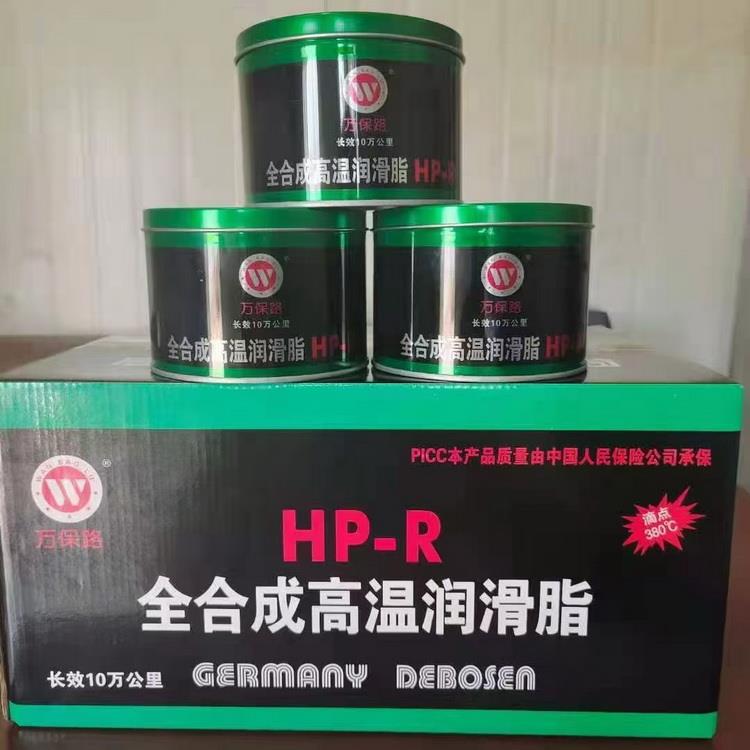 W
®
万保路
长效10万公里
全合成高温润滑脂 HP-R
W
万保路
长效10万公里
全合成高温润滑脂 HP-
W
万保路
长效10万公里
全合成高温润滑脂 HP-
PICC本产品质量由中国人民保险公司承保
WAN BAO LU
W
®
万保路
滴点
380℃
HP-R
全合成高温润滑脂
长效10万公里 GERMANY DEBOSEN